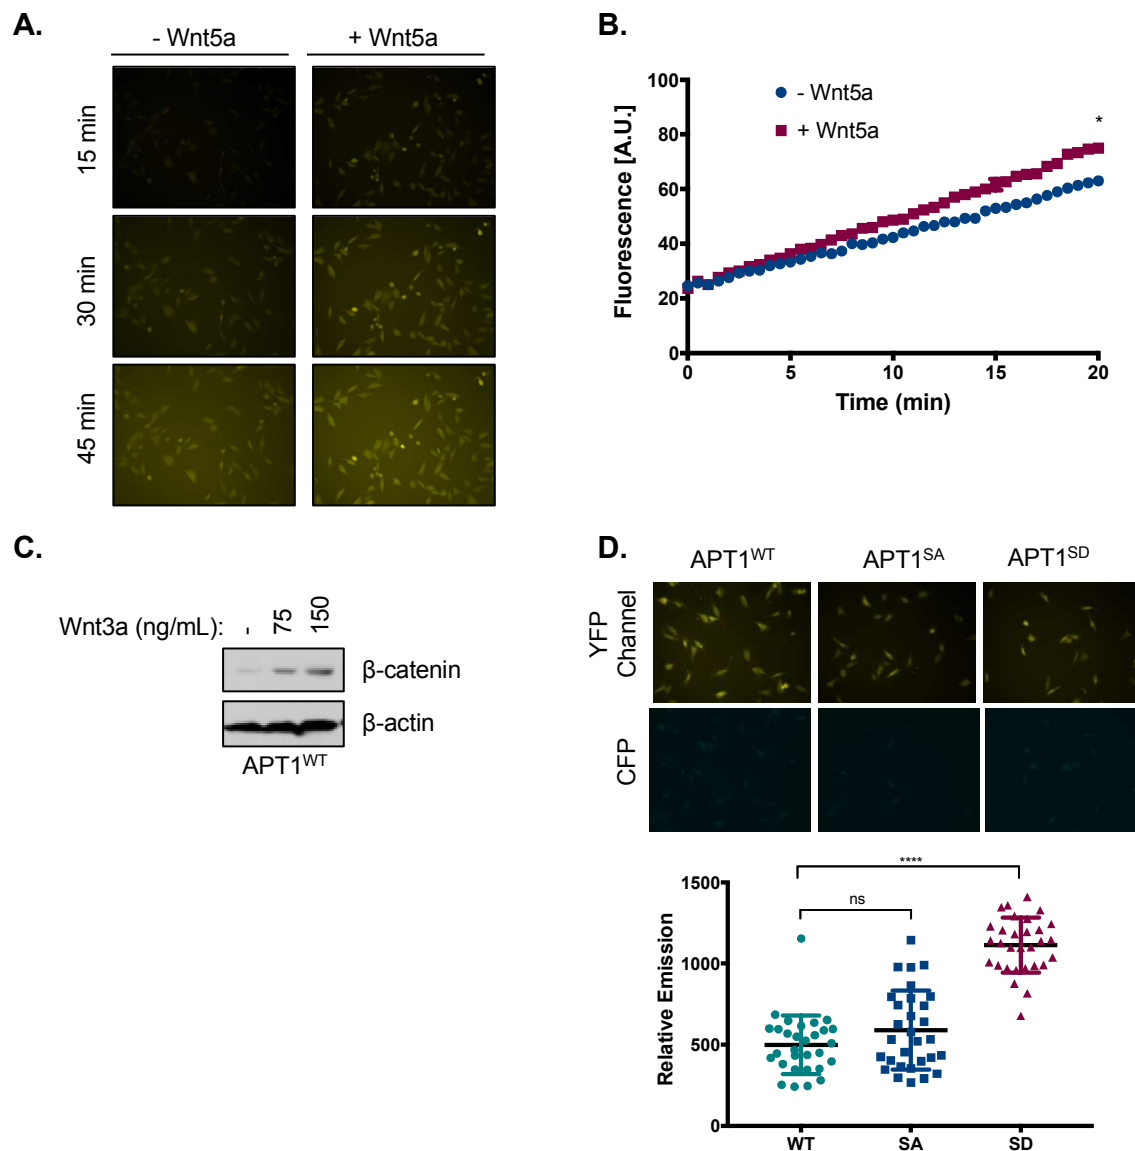 A.
- Wnt5a
+ Wnt5a
15 min
30 min
45 min
B.
Fluorescence [A.U.]
100
80
60
40
20
0
- Wnt5a
+ Wnt5a
*
0
5
10
15
20
Time (min)
C.
Wnt3a (ng/mL):
-
75
150
β-catenin
β-actin
APT1WT
D.
APT1WT
APT1SA
APT1SD
YFP
Channel
CFP
Relative Emission
1500
1000
500
0
****
ns
WT
SA
SD